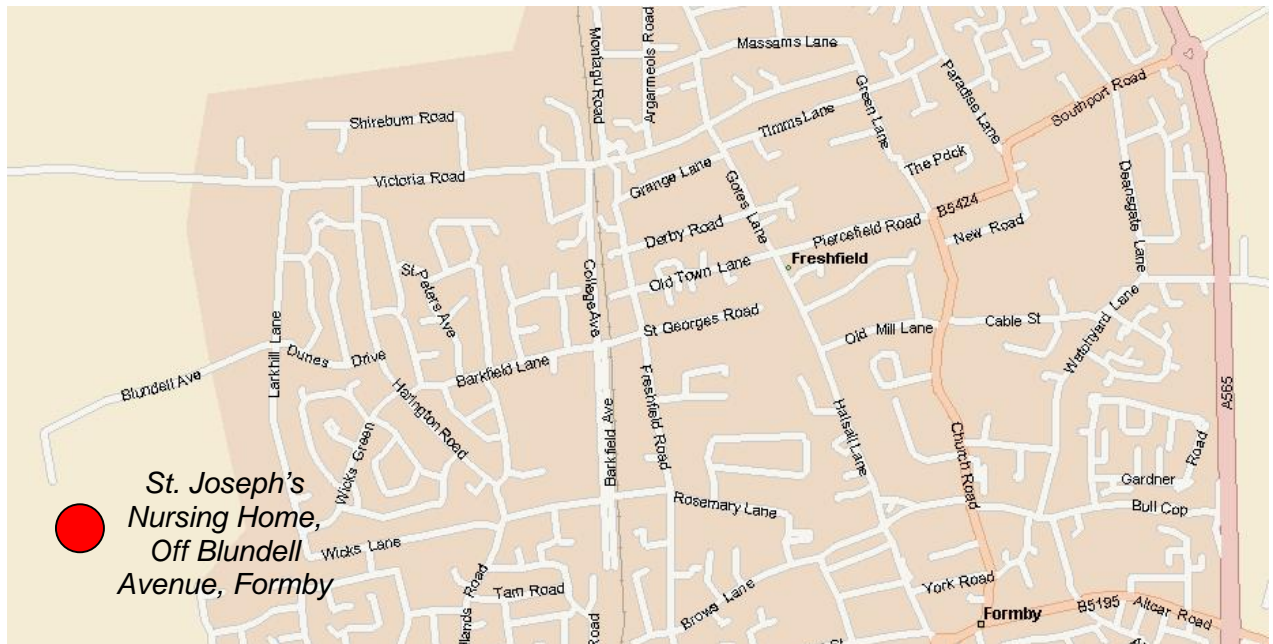 Montagu Road
Argarmeols Road
Massams Lane
Green Lane
Paradise Lane
Southport Road
Shireburn Road
Timms Lane
The Prick
Victoria Road
Grange Lane
Gores Lane
Deansgate Lane
B5424
Derby Road
Piercefield Road
New Road
Freshfield
St Peters Ave
College Ave
Old Town Lane
St Georges Road
Old Mill Lane
Cable St
Watchyard Lane
Larkhill Lane
Dunes Drive
Blundell Ave
Barkfield Lane
A565
Harington Road
Freshfield Road
Halsall Lane
Barkfield Ave
Church Road
Wicks Green
Road
Gardner
St. Joseph's
Nursing Home,
Off Blundell
Avenue, Formby
Rosemary Lane
Bull Cop
Wicks Lane
Tarn Road
York Road
Brows Lane
Formby
B5195
Altcar Road
llands Road
Road
St